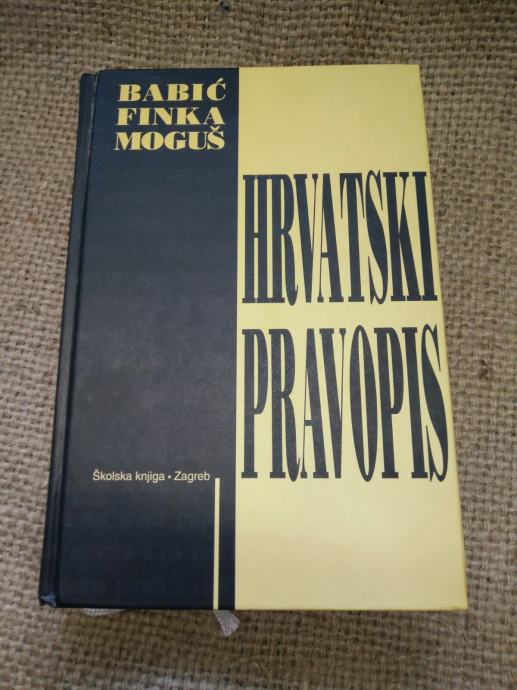 BABIĆ
FINKA
MOGUŠ
HRVATSKI
PRAVOPIS
Školska knjiga • Zagreb